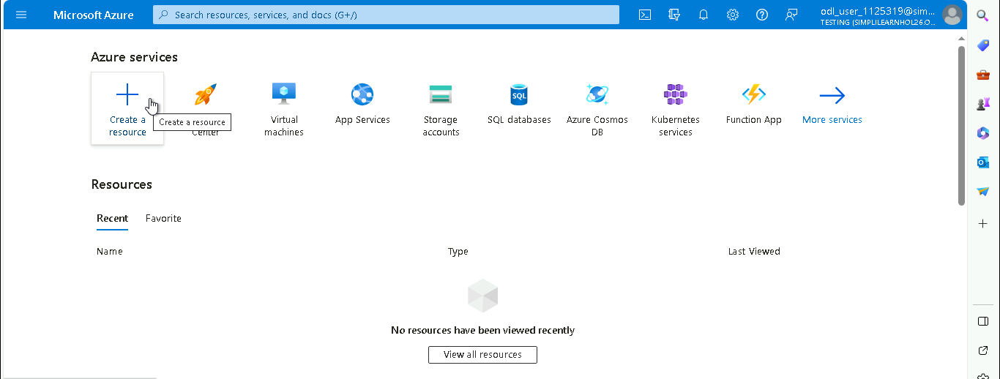 Microsoft Azure
Search resources, services, and docs (G+/)
odl_user_1125319@sim...
TESTING (SIMPLILEARNHOL26.O...
Azure services
Create a resource
Create a resource
Center
Virtual machines
App Services
Storage accounts
SQL
SQL databases
Azure Cosmos DB
Kubernetes services
Function App
More services
Resources
Recent
Favorite
Name
Type
Last Viewed
No resources have been viewed recently
View all resources